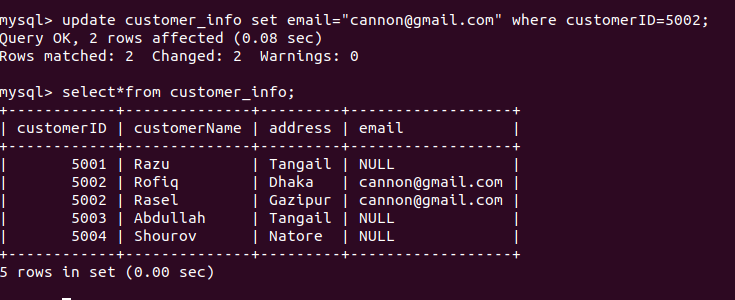 mysql> update customer_info set email="cannon@gmail.com" where customerID=5002;
Query OK, 2 rows affected (0.08 sec)
Rows matched: 2  Changed: 2  Warnings: 0

mysql> select*from customer_info;
+------------+--------------+---------+------------------+
| customerID | customerName | address | email            |
+------------+--------------+---------+------------------+
|       5001 | Razu         | Tangail | NULL             |
|       5002 | Rofiq        | Dhaka   | cannon@gmail.com |
|       5002 | Rasel        | Gazipur | cannon@gmail.com |
|       5003 | Abdullah     | Tangail | NULL             |
|       5004 | Shourov      | Natore  | NULL             |
+------------+--------------+---------+------------------+
5 rows in set (0.00 sec)